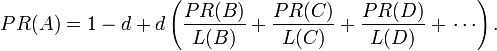 PR(A) = 1 − d + d ( PR(B)/L(B) + PR(C)/L(C) + PR(D)/L(D) + ⋯ ).